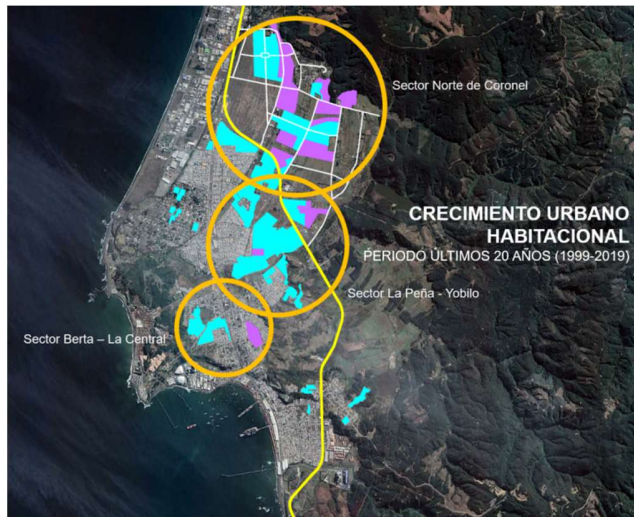 Sector Norte de Coronel
CRECIMIENTO URBANO
HABITACIONAL
PERIODO ÚLTIMOS 20 AÑOS (1999-2019)
Sector La Peña - Yobilo
Sector Berta – La Central